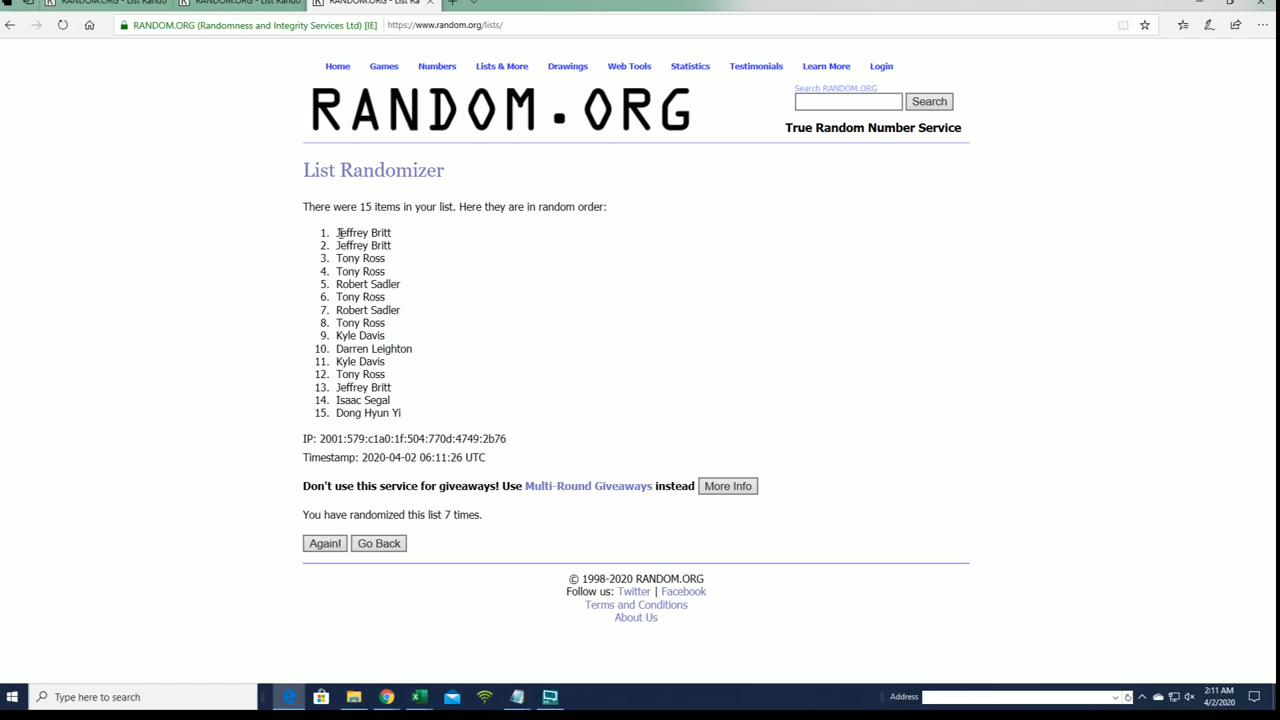 RANDOM.ORG - List Rando
RANDOM.ORG - List Rando
RANDOM.ORG - List Ra
RANDOM.ORG (Randomness and Integrity Services Ltd) [IE]
https://www.random.org/lists/
Home Games Numbers Lists & More Drawings Web Tools Statistics Testimonials Learn More Login
RANDOM.ORG
Search RANDOM.ORG
Search
True Random Number Service
List Randomizer
There were 15 items in your list. Here they are in random order:
1. Jeffrey Britt
2. Jeffrey Britt
3. Tony Ross
4. Tony Ross
5. Robert Sadler
6. Tony Ross
7. Robert Sadler
8. Tony Ross
9. Kyle Davis
10. Darren Leighton
11. Kyle Davis
12. Tony Ross
13. Jeffrey Britt
14. Isaac Segal
15. Dong Hyun Yi
IP: 2001:579:c1a0:1f:504:770d:4749:2b76
Timestamp: 2020-04-02 06:11:26 UTC
Don't use this service for giveaways! Use Multi-Round Giveaways instead More Info
You have randomized this list 7 times.
Again! Go Back
© 1998-2020 RANDOM.ORG
Follow us: Twitter | Facebook
Terms and Conditions
About Us
Type here to search
Address
2:11 AM
4/2/2020